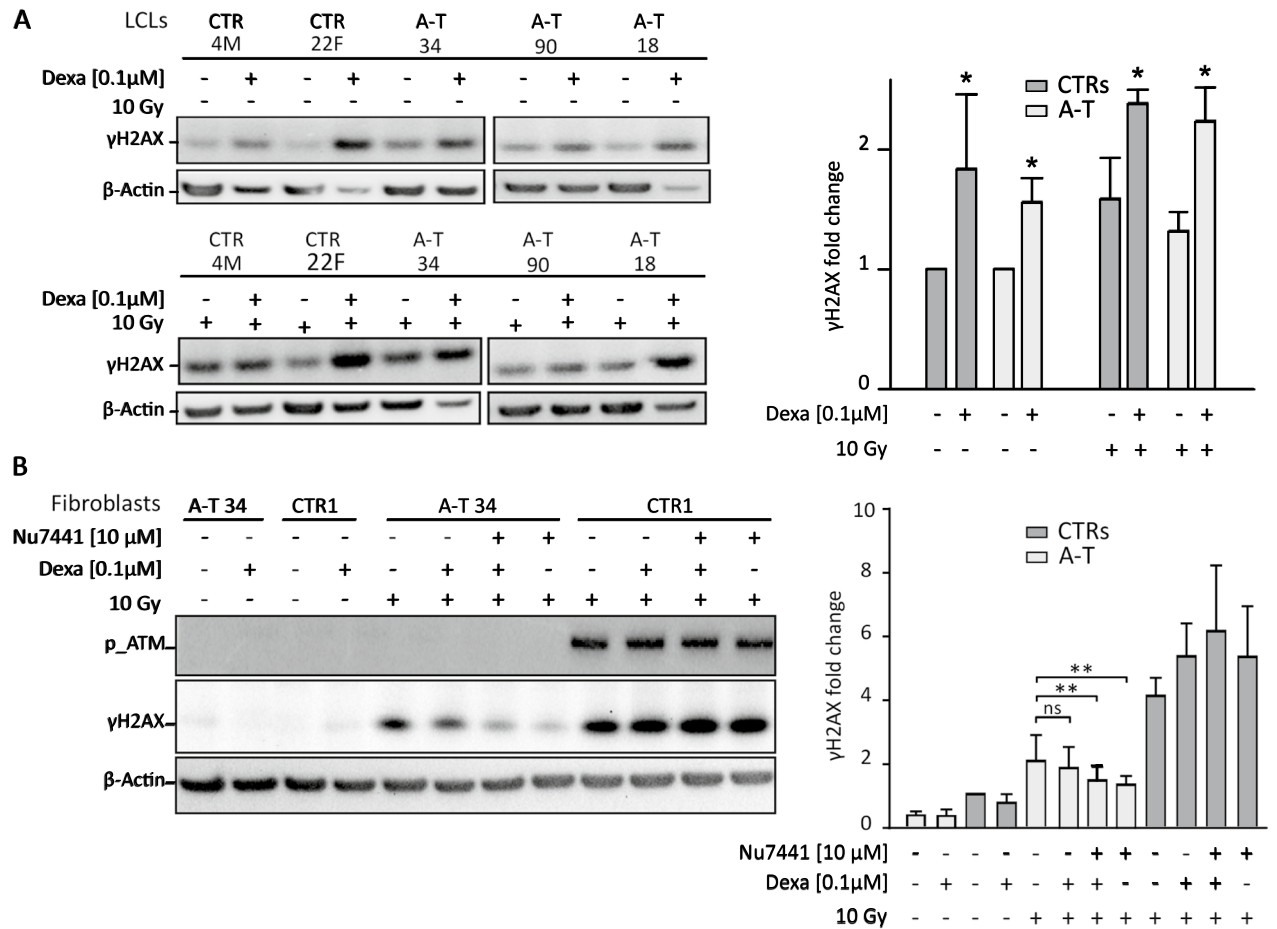 A
LCLs CTR CTR A-T A-T A-T
4M 22F 34 90 18
Dexa [0.1µM] - + - + - + - + - +
10 Gy - - - - - - - - - -
γH2AX
β-Actin
CTR CTR A-T A-T A-T
4M 22F 34 90 18
Dexa [0.1µM] - + - + - + - + - +
10 Gy + + + + + + + + + +
γH2AX
β-Actin
γH2AX fold change
2
1
0
CTRs
A-T
* * * *
Dexa [0.1µM] - + - + - + - +
10 Gy - - - - + + + +
B
Fibroblasts A-T 34 CTR1 A-T 34 CTR1
Nu7441 [10 µM] - - - - - - + + - - + +
Dexa [0.1µM] - + - + - + + - - + + -
10 Gy - - - - + + + + + + + +
p_ATM
γH2AX
β-Actin
γH2AX fold change
10
8
6
4
2
0
CTRs
A-T
**
**
ns
Nu7441 [10 µM] - - - - - - + + - - + +
Dexa [0.1µM] - + - + - + + - - + + -
10 Gy - - - - + + + + + + + +